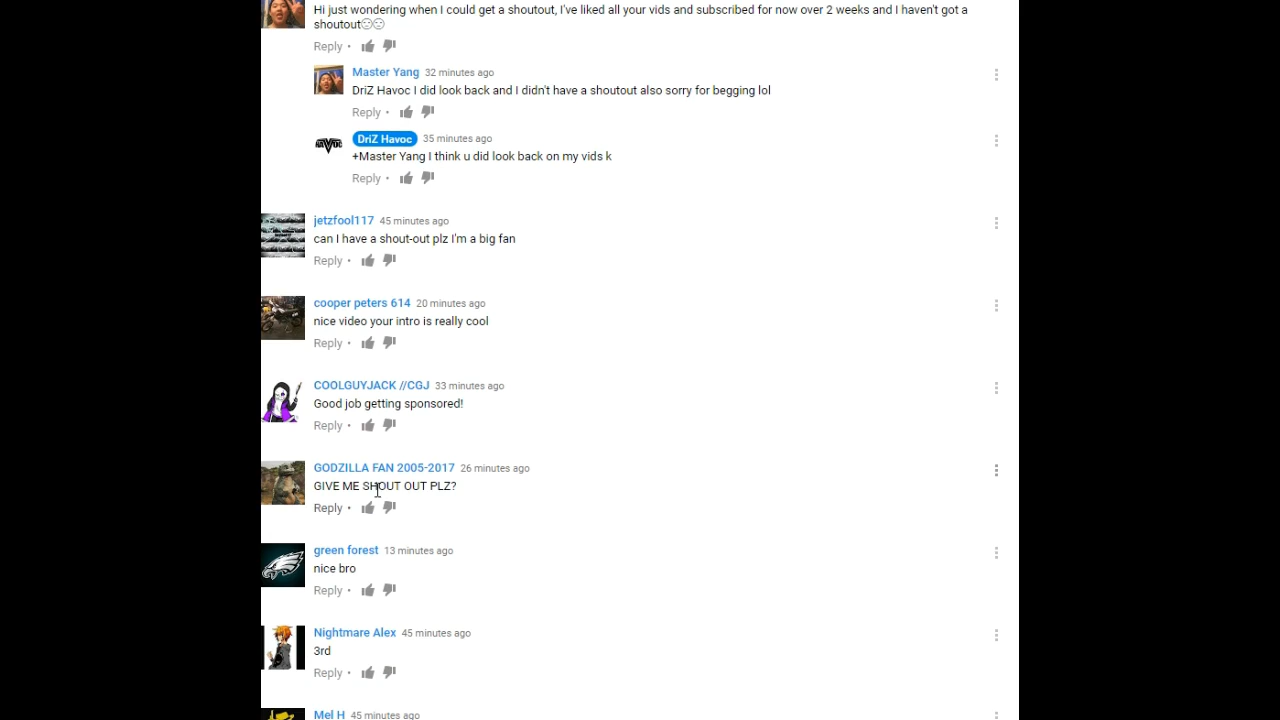 Hi just wondering when I could get a shoutout, I've liked all your vids and subscribed for now over 2 weeks and I haven't got a
shoutout😔😔
Reply •
Master Yang 32 minutes ago
DriZ Havoc I did look back and I didn't have a shoutout also sorry for begging lol
Reply •
HAVOC
DriZ Havoc 35 minutes ago
+Master Yang I think u did look back on my vids k
Reply •
jetzfool117 45 minutes ago
can I have a shout-out plz I'm a big fan
Reply •
cooper peters 614 20 minutes ago
nice video your intro is really cool
Reply •
COOLGUYJACK //CGJ 33 minutes ago
Good job getting sponsored!
Reply •
GODZILLA FAN 2005-2017 26 minutes ago
GIVE ME SHOUT OUT PLZ?
Reply •
green forest 13 minutes ago
nice bro
Reply •
Nightmare Alex 45 minutes ago
3rd
Reply •
Mel H 45 minutes ago